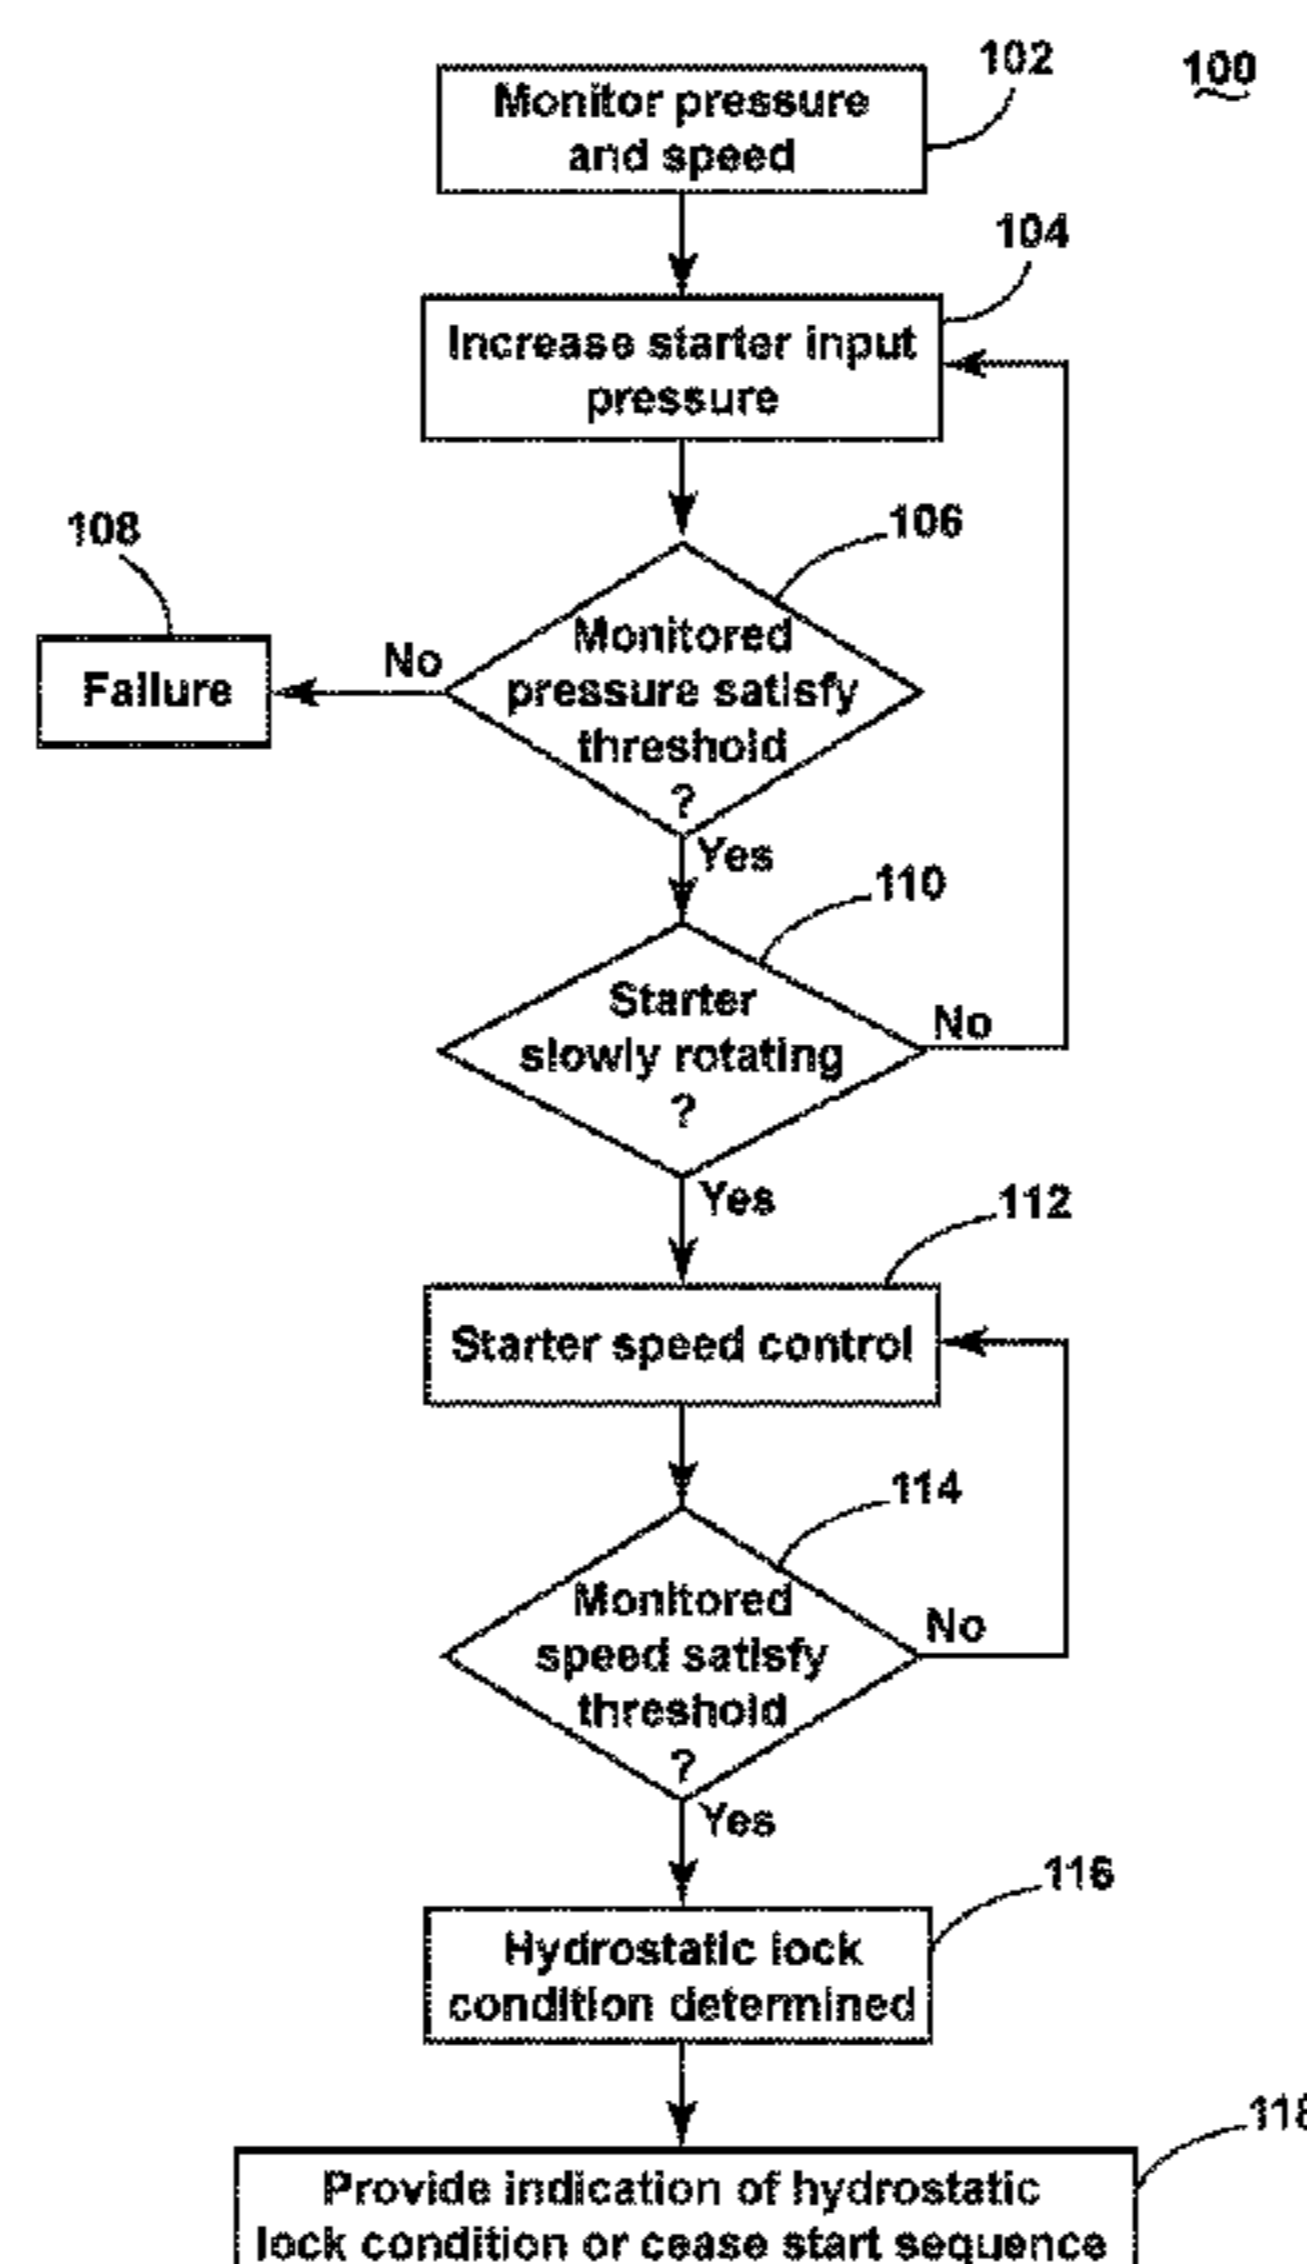 102
100
Monitor pressure
and speed
104
Increase starter input
pressure
106
108
Monitored
pressure satisfy
threshold
?
No
Failure
Yes
110
Starter
slowly rotating
?
No
Yes
112
Starter speed control
114
Monitored
speed satisfy
threshold
?
No
Yes
116
Hydrostatic lock
condition determined
118
Provide indication of hydrostatic
lock condition or cease start sequence